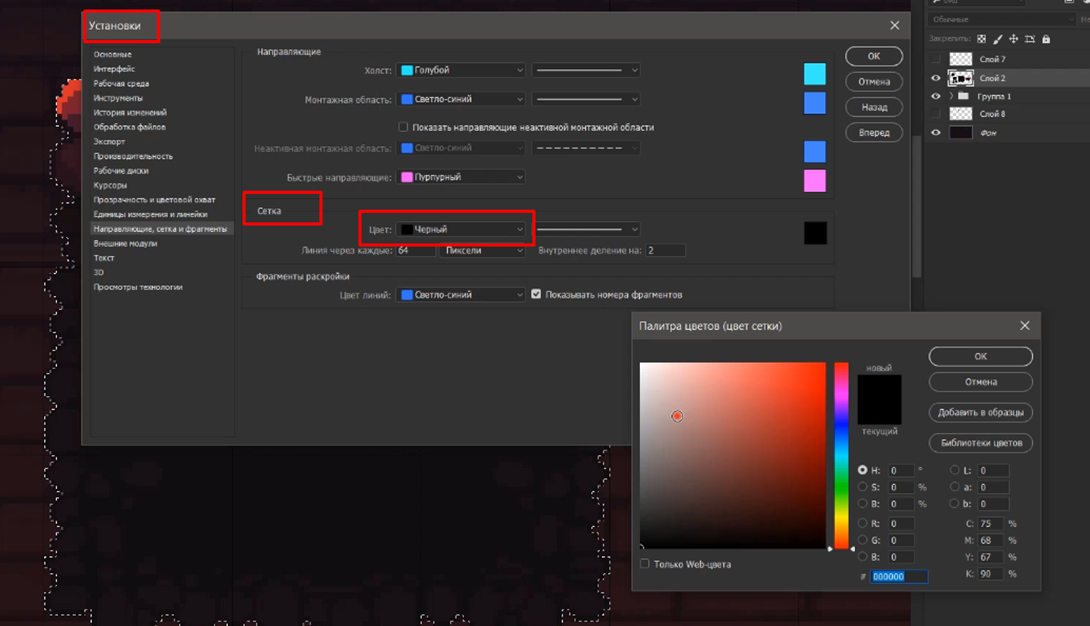 Установки
Основные
Интерфейс
Рабочая среда
Инструменты
История изменений
Обработка файлов
Экспорт
Производительность
Рабочие диски
Курсоры
Прозрачность и цветовой охват
Единицы измерения и линейки
Направляющие, сетка и фрагменты
Внешние модули
Текст
3D
Просмотры технологии
Направляющие
Холст: Голубой
Монтажная область: Светло-синий
Показать направляющие неактивной монтажной области
Неактивная монтажная область: Светло-синий
Быстрые направляющие: Пурпурный
Сетка
Цвет: Черный
Линия через каждые: 64 Пиксели Внутреннее деление на: 2
Фрагменты раскройки
Цвет линий: Светло-синий Показывать номера фрагментов
ОК
Отмена
Назад
Вперед
Обычные
Закрепить:
Слой 7
Слой 2
Группа 1
Слой 8
Фон
Палитра цветов (цвет сетки)
новый
текущий
ОК
Отмена
Добавить в образцы
Библиотеки цветов
H: 0 ° L: 0
S: 0 % a: 0
B: 0 % b: 0
R: 0 C: 75 %
G: 0 M: 68 %
B: 0 Y: 67 %
# 000000 K: 90 %
Только Web-цвета